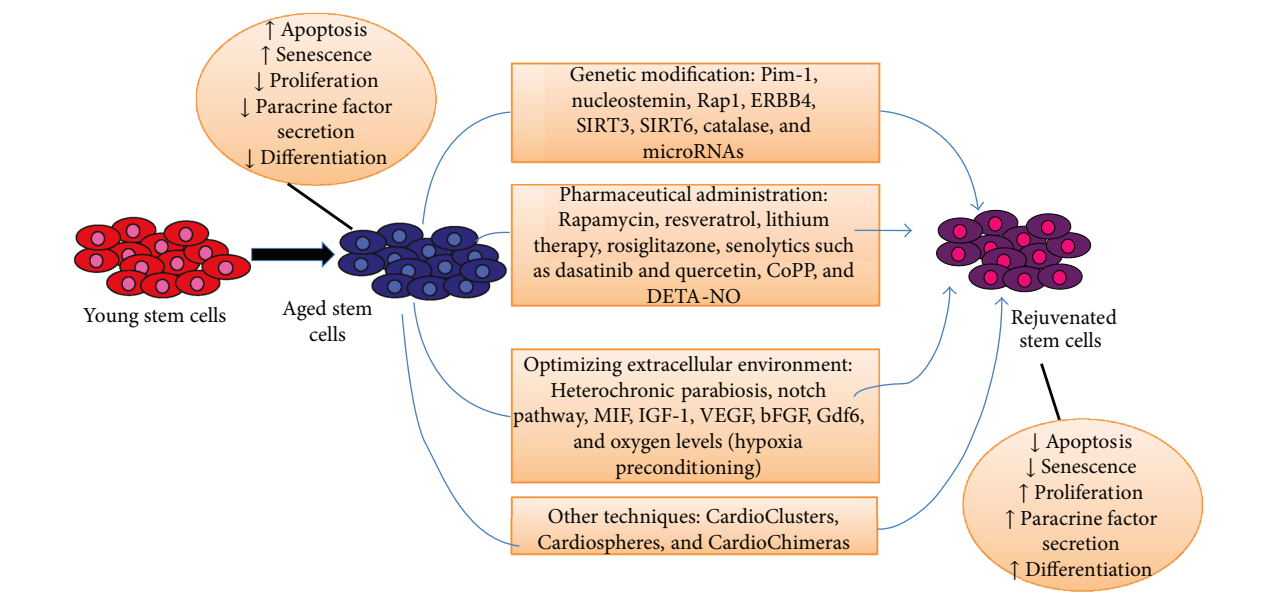 ↑ Apoptosis
↑ Senescence
↓ Proliferation
↓ Paracrine factor
secretion
↓ Differentiation
Young stem cells
Aged stem
cells
Genetic modification: Pim-1,
nucleostemin, Rap1, ERBB4,
SIRT3, SIRT6, catalase, and
microRNAs
Pharmaceutical administration:
Rapamycin, resveratrol, lithium
therapy, rosiglitazone, senolytics such
as dasatinib and quercetin, CoPP, and
DETA-NO
Optimizing extracellular environment:
Heterochronic parabiosis, notch
pathway, MIF, IGF-1, VEGF, bFGF, Gdf6,
and oxygen levels (hypoxia
preconditioning)
Other techniques: CardioClusters,
Cardiospheres, and CardioChimeras
Rejuvenated
stem cells
↓ Apoptosis
↓ Senescence
↑ Proliferation
↑ Paracrine factor
secretion
↑ Differentiation